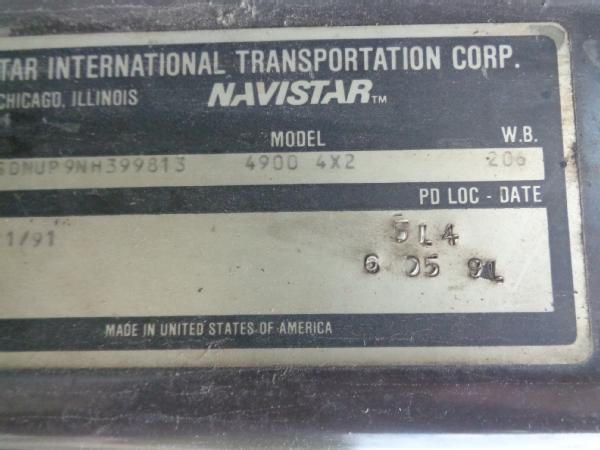 TAR INTERNATIONAL TRANSPORTATION CORP.
CHICAGO, ILLINOIS NAVISTAR TM
MODEL W.B.
SDNUP9NH399813 4900 4X2 206
PD LOC - DATE
1/91 5L4
6 05 91
MADE IN UNITED STATES OF AMERICA